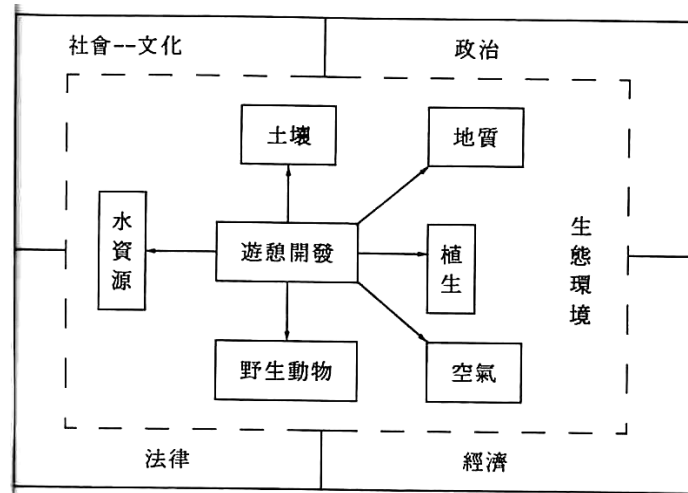 社會--文化
政治
土壤
地質
水資源
遊憩開發
植生
生態環境
野生動物
空氣
法律
經濟